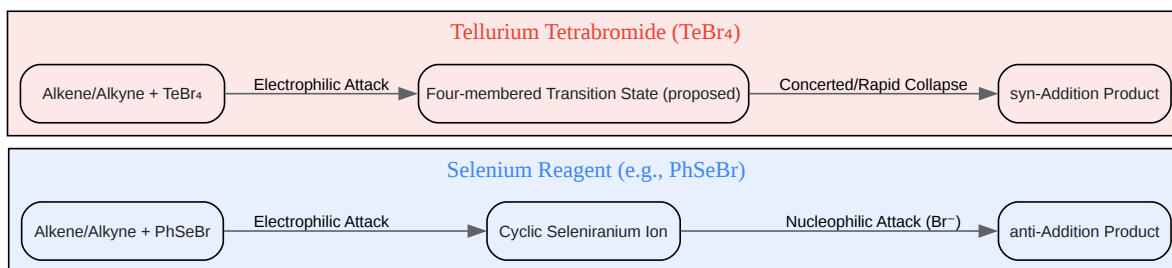 Tellurium Tetrabromide (TeBr₄)
Alkene/Alkyne + TeBr₄
Electrophilic Attack
Four-membered Transition State (proposed)
Concerted/Rapid Collapse
syn-Addition Product
Selenium Reagent (e.g., PhSeBr)
Alkene/Alkyne + PhSeBr
Electrophilic Attack
Cyclic Seleniranium Ion
Nucleophilic Attack (Br⁻)
anti-Addition Product